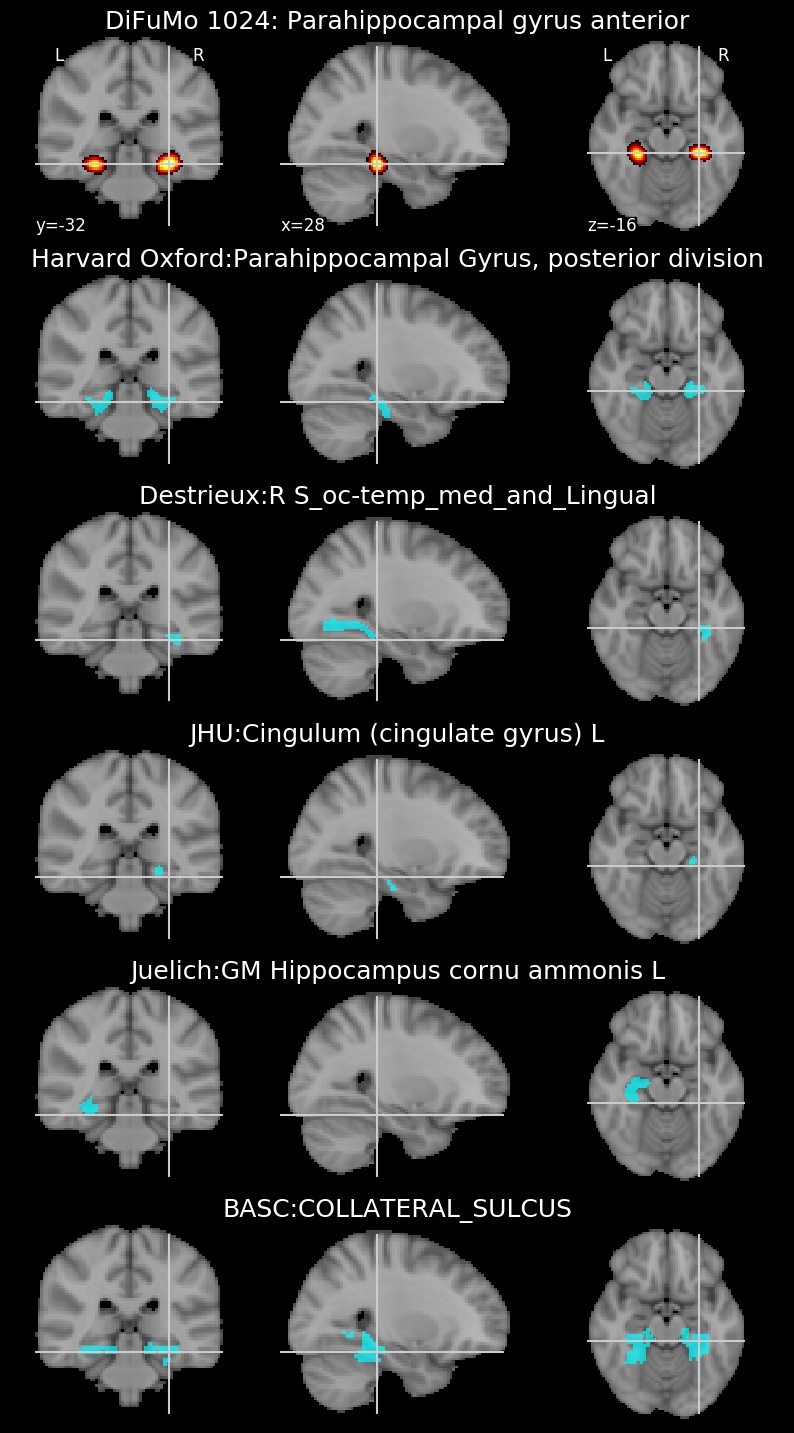 DiFuMo 1024: Parahippocampal gyrus anterior
L R L R
y=-32 x=28 z=-16
Harvard Oxford:Parahippocampal Gyrus, posterior division
Destrieux:R S_oc-temp_med_and_Lingual
JHU:Cingulum (cingulate gyrus) L
Juelich:GM Hippocampus cornu ammonis L
BASC:COLLATERAL_SULCUS